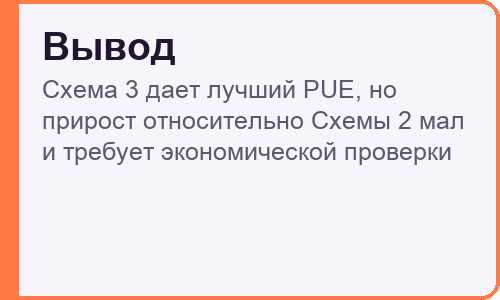 Вывод
Схема 3 дает лучший PUE, но
прирост относительно Схемы 2 мал
и требует экономической проверки